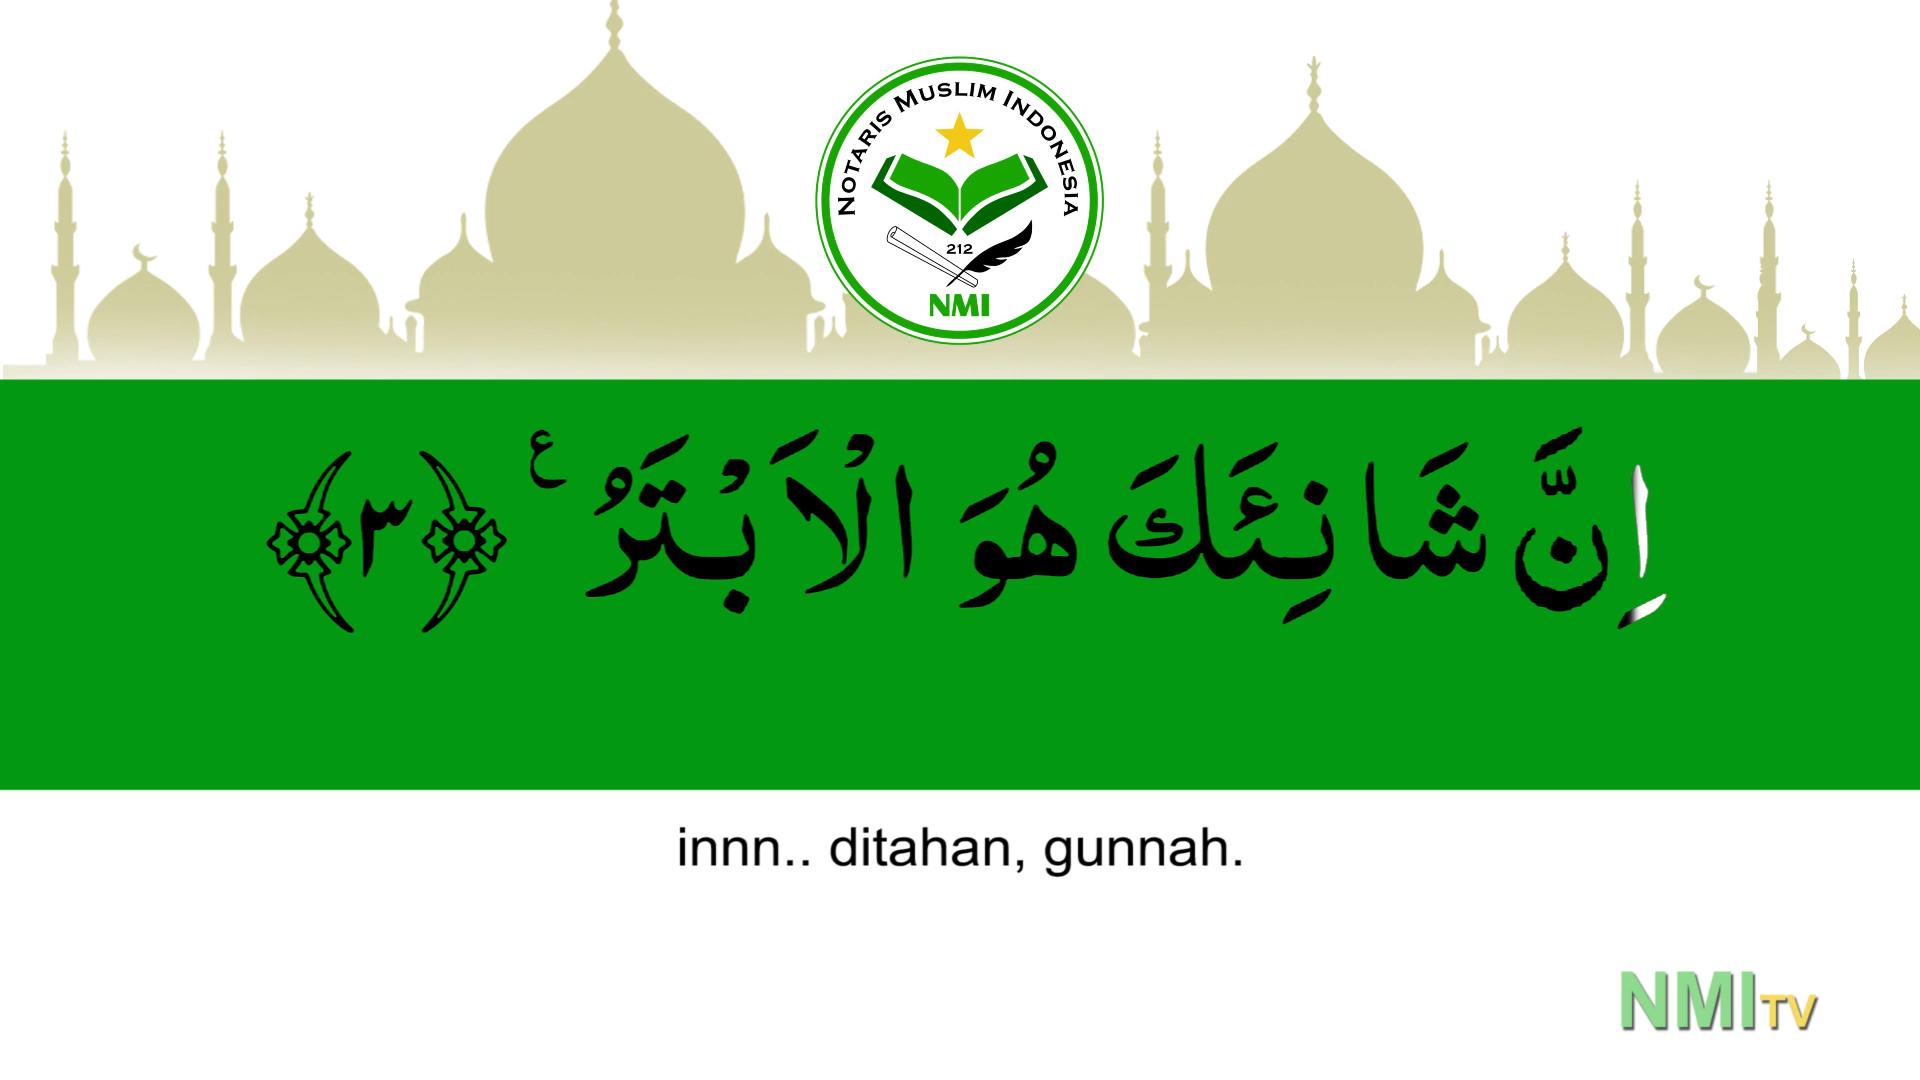 NOTARIS MUSLIM INDONESIA
212
NMI
اِنَّ شَانِئَكَ هُوَ الْاَبْتَرُ ࣖ ﴿٣﴾
innn.. ditahan, gunnah.
NMITV